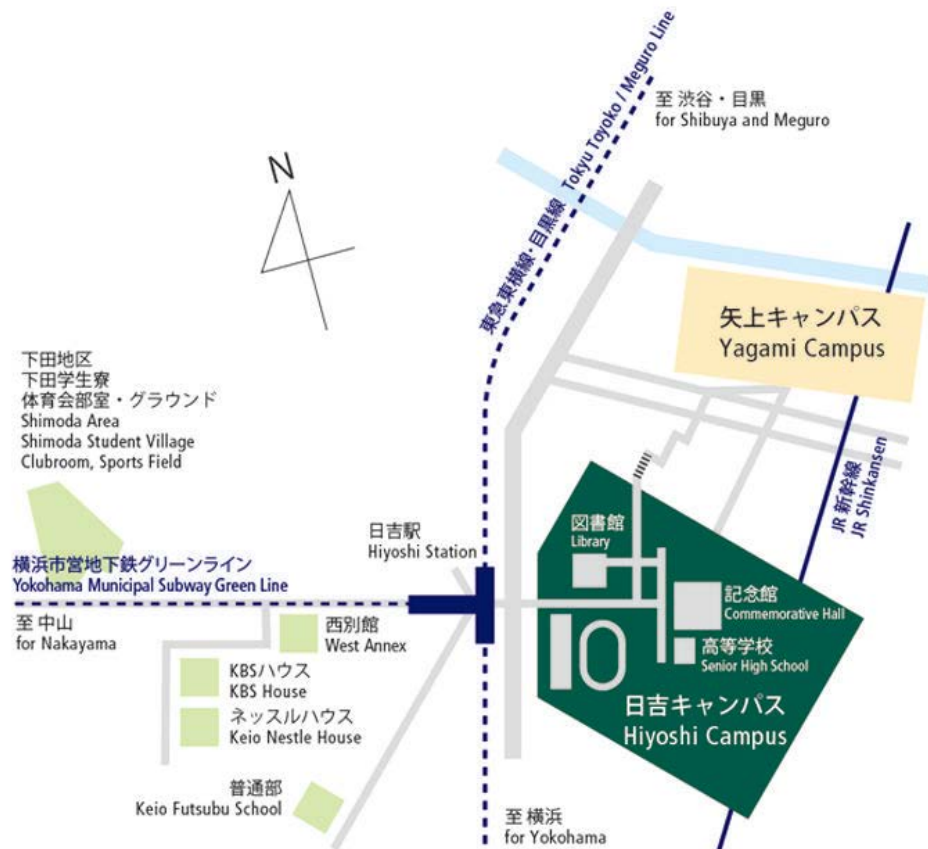 N
至 渋谷・目黒
for Shibuya and Meguro
東急東横線・目黒線 Tokyu Toyoko / Meguro Line
矢上キャンパス
Yagami Campus
下田地区
下田学生寮
体育会部室・グラウンド
Shimoda Area
Shimoda Student Village
Clubroom, Sports Field
JR 新幹線
JR Shinkansen
日吉駅
Hiyoshi Station
図書館
Library
横浜市営地下鉄グリーンライン
Yokohama Municipal Subway Green Line
記念館
Commemorative Hall
至 中山
for Nakayama
西別館
West Annex
高等学校
Senior High School
KBSハウス
KBS House
ネッスルハウス
Keio Nestle House
日吉キャンパス
Hiyoshi Campus
普通部
Keio Futsubu School
至 横浜
for Yokohama